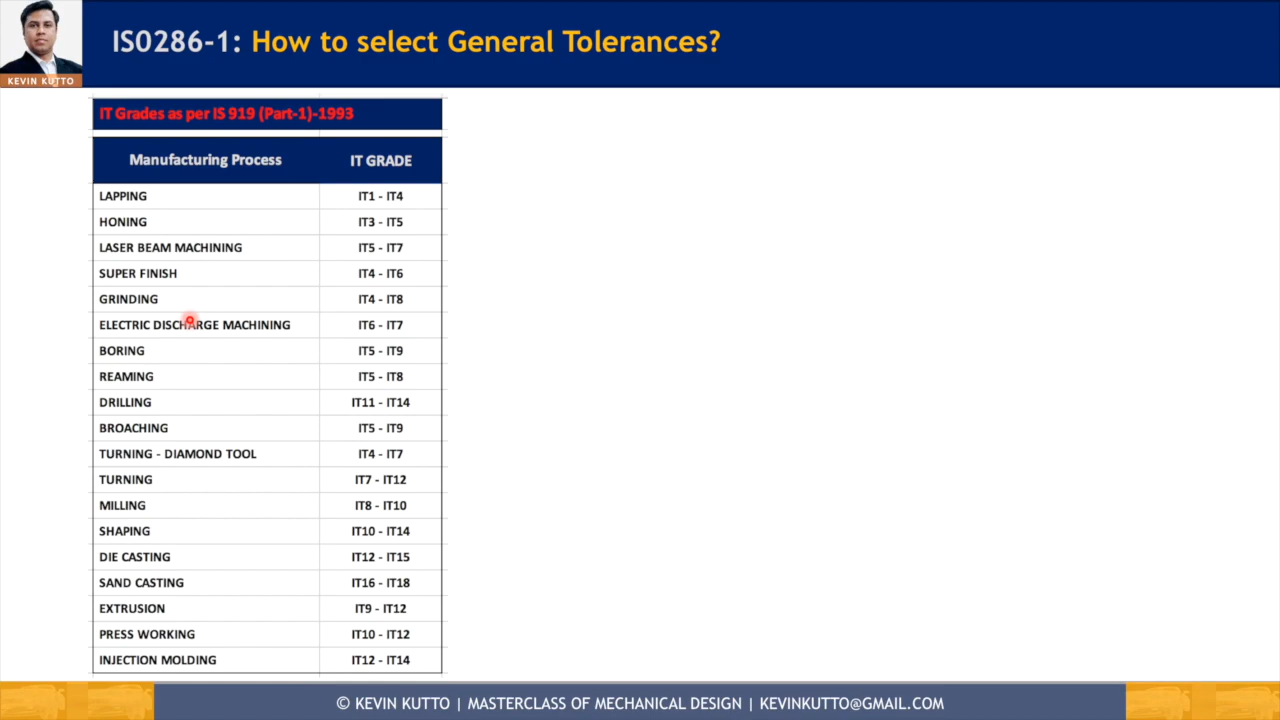 IS0286-1: How to select General Tolerances?
KEVIN KUTTO
IT Grades as per IS 919 (Part-1)-1993
Manufacturing Process IT GRADE
LAPPING IT1 - IT4
HONING IT3 - IT5
LASER BEAM MACHINING IT5 - IT7
SUPER FINISH IT4 - IT6
GRINDING IT4 - IT8
ELECTRIC DISCHARGE MACHINING IT6 - IT7
BORING IT5 - IT9
REAMING IT5 - IT8
DRILLING IT11 - IT14
BROACHING IT5 - IT9
TURNING - DIAMOND TOOL IT4 - IT7
TURNING IT7 - IT12
MILLING IT8 - IT10
SHAPING IT10 - IT14
DIE CASTING IT12 - IT15
SAND CASTING IT16 - IT18
EXTRUSION IT9 - IT12
PRESS WORKING IT10 - IT12
INJECTION MOLDING IT12 - IT14
© KEVIN KUTTO | MASTERCLASS OF MECHANICAL DESIGN | KEVINKUTTO@GMAIL.COM